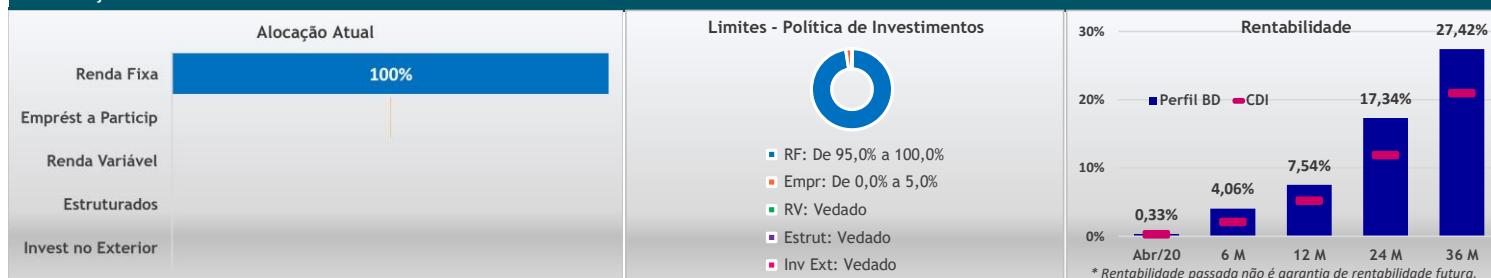 Alocação Atual
Renda Fixa
100%
Emprést a Particip
Renda Variável
Estruturados
Invest no Exterior
Limites - Política de Investimentos
RF: De 95,0% a 100,0%
Empr: De 0,0% a 5,0%
RV: Vedado
Estrut: Vedado
Inv Ext: Vedado
Rentabilidade
30%
20%
10%
0%
Perfil BD CDI
0,33%
4,06%
7,54%
17,34%
27,42%
Abr/20 6 M 12 M 24 M 36 M
* Rentabilidade passada não é garantia de rentabilidade futura.